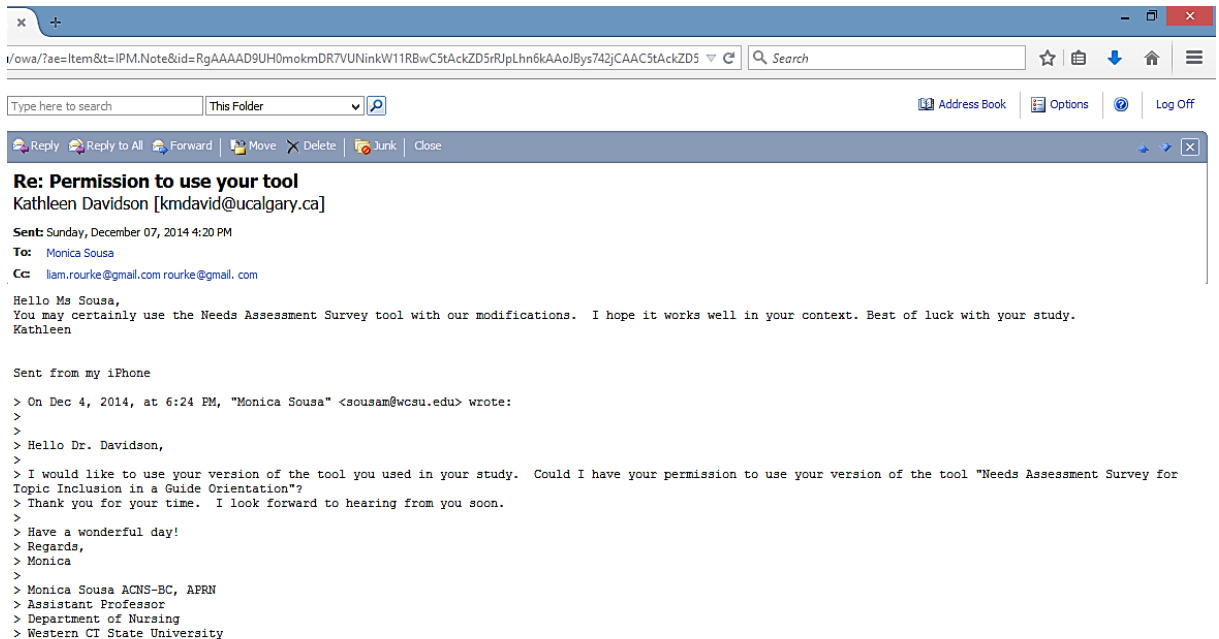 /owa/?ae=Item&t=IPM.Note&id=RgAAAAD9UH0mokmDR7VUNinkW11RBwC5tAckZD5rRJpLhn6kAAoJBys742jCAAC5tAckZD5
Search
Type here to search This Folder Address Book Options Log Off
Reply Reply to All Forward Move Delete Junk Close
Re: Permission to use your tool
Kathleen Davidson [kmdavid@ucalgary.ca]
Sent: Sunday, December 07, 2014 4:20 PM
To: Monica Sousa
Cc: liam.rourke@gmail.com rourke@gmail. com
Hello Ms Sousa,
You may certainly use the Needs Assessment Survey tool with our modifications.  I hope it works well in your context. Best of luck with your study.
Kathleen
Sent from my iPhone
> On Dec 4, 2014, at 6:24 PM, "Monica Sousa" <sousam@wcsu.edu> wrote:
>
>
> Hello Dr. Davidson,
>
> I would like to use your version of the tool you used in your study.  Could I have your permission to use your version of the tool "Needs Assessment Survey for
Topic Inclusion in a Guide Orientation"?
> Thank you for your time.  I look forward to hearing from you soon.
>
> Have a wonderful day!
> Regards,
> Monica
>
> Monica Sousa ACNS-BC, APRN
> Assistant Professor
> Department of Nursing
> Western CT State University